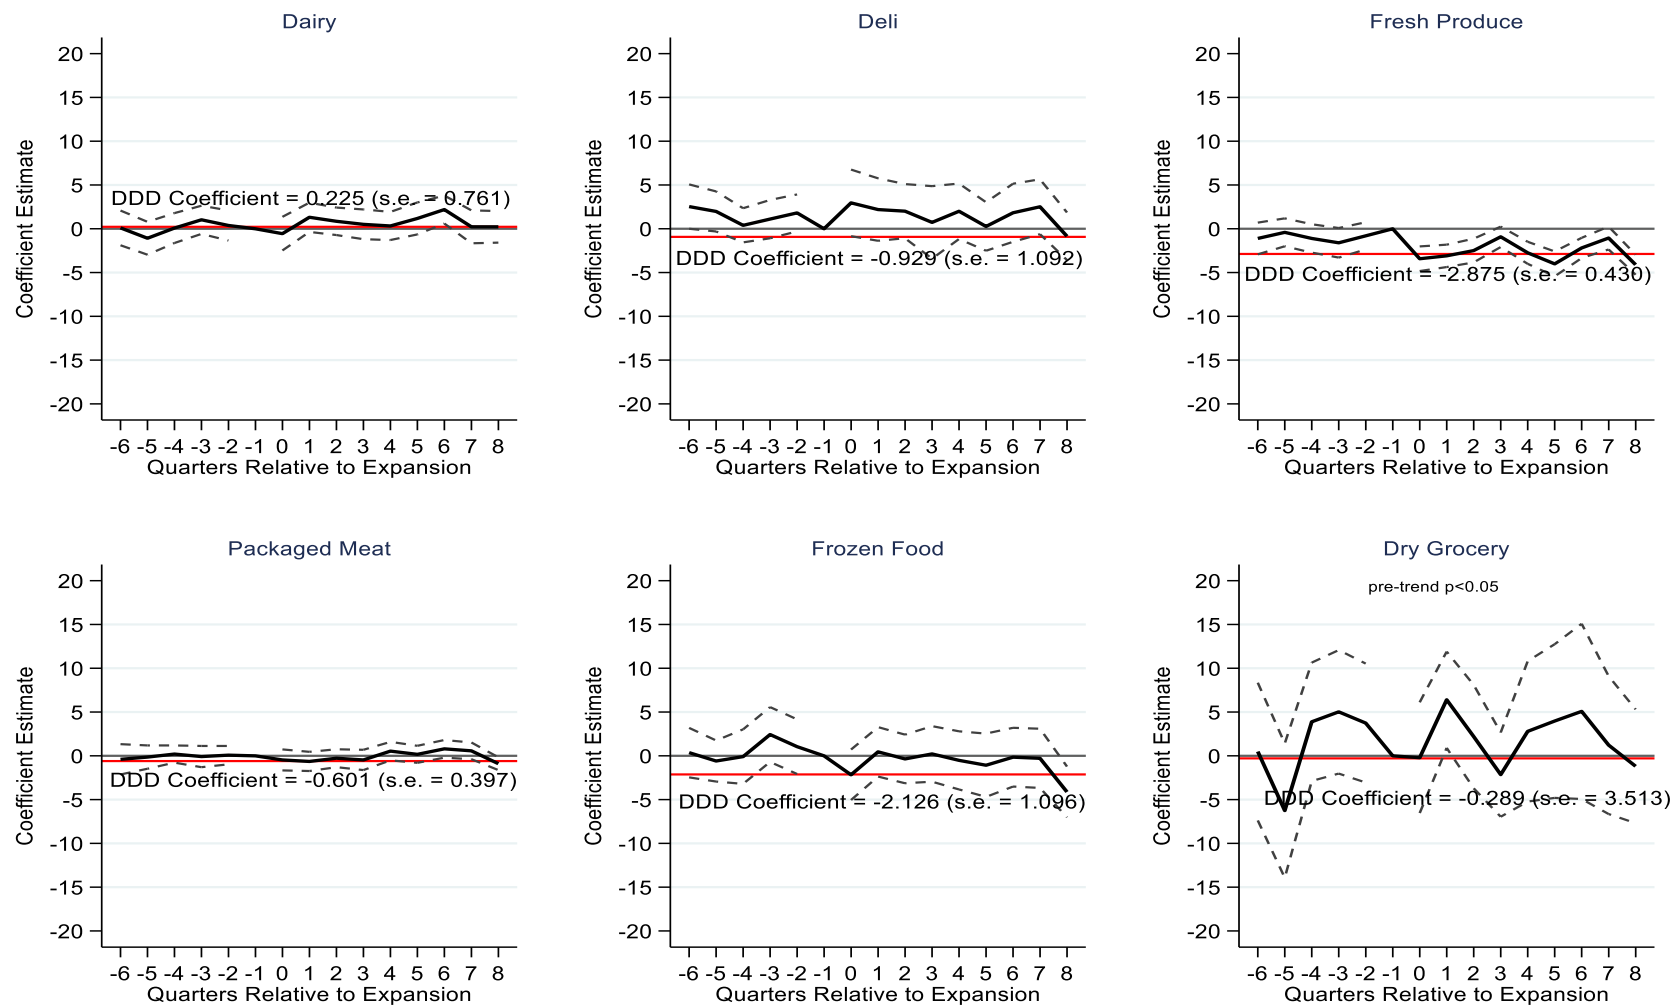 Dairy
Coefficient Estimate
20
15
10
5
0
-5
-10
-15
-20
DDD Coefficient = 0.225 (s.e. = 0.761)
-6 -5 -4 -3 -2 -1 0 1 2 3 4 5 6 7 8
Quarters Relative to Expansion
Deli
Coefficient Estimate
20
15
10
5
0
-5
-10
-15
-20
DDD Coefficient = -0.929 (s.e. = 1.092)
-6 -5 -4 -3 -2 -1 0 1 2 3 4 5 6 7 8
Quarters Relative to Expansion
Fresh Produce
Coefficient Estimate
20
15
10
5
0
-5
-10
-15
-20
DDD Coefficient = -2.875 (s.e. = 0.430)
-6 -5 -4 -3 -2 -1 0 1 2 3 4 5 6 7 8
Quarters Relative to Expansion
Packaged Meat
Coefficient Estimate
20
15
10
5
0
-5
-10
-15
-20
DDD Coefficient = -0.601 (s.e. = 0.397)
-6 -5 -4 -3 -2 -1 0 1 2 3 4 5 6 7 8
Quarters Relative to Expansion
Frozen Food
Coefficient Estimate
20
15
10
5
0
-5
-10
-15
-20
DDD Coefficient = -2.126 (s.e. = 1.096)
-6 -5 -4 -3 -2 -1 0 1 2 3 4 5 6 7 8
Quarters Relative to Expansion
Dry Grocery
pre-trend p<0.05
Coefficient Estimate
20
15
10
5
0
-5
-10
-15
-20
DDD Coefficient = -0.289 (s.e. = 3.513)
-6 -5 -4 -3 -2 -1 0 1 2 3 4 5 6 7 8
Quarters Relative to Expansion